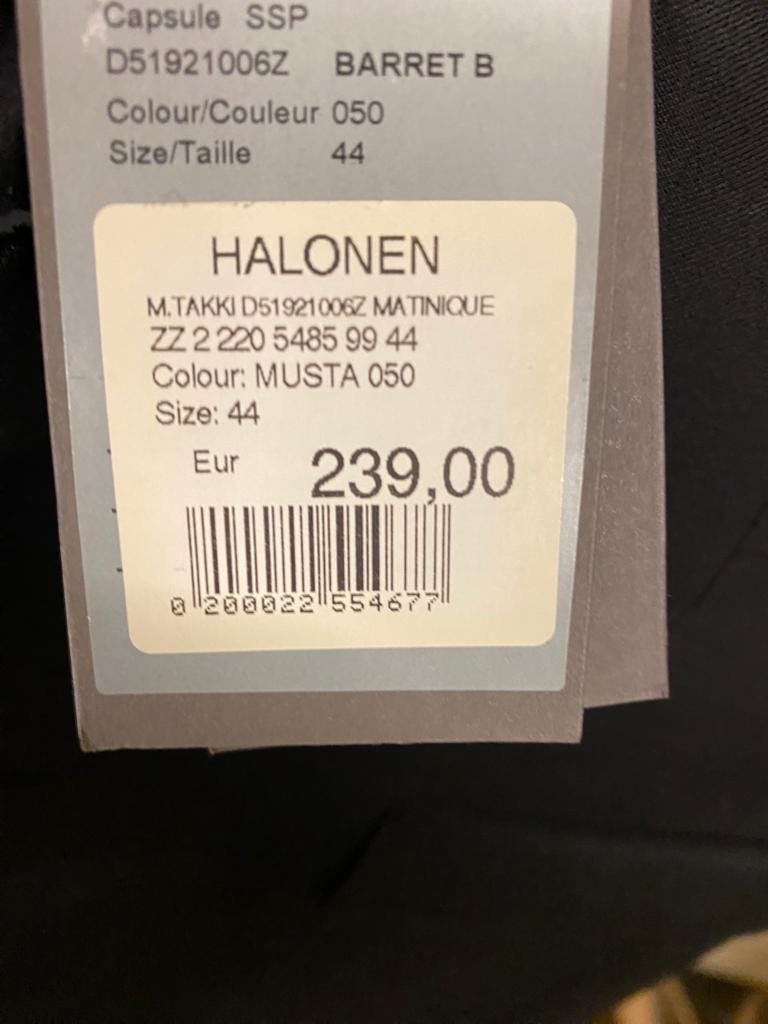 Capsule SSP
D51921006Z BARRET B
Colour/Couleur 050
Size/Taille 44
HALONEN
M.TAKKI D51921006Z MATINIQUE
ZZ 2 220 5485 99 44
Colour: MUSTA 050
Size: 44
Eur 239,00
0 200022 554677